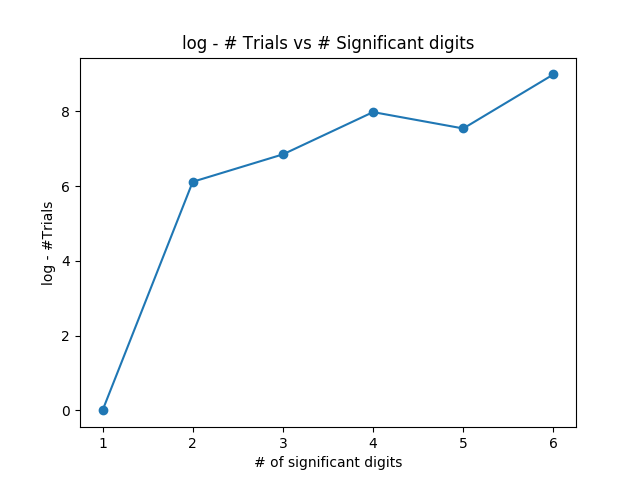 log - # Trials vs # Significant digits
log - #Trials
8
6
4
2
0
1 2 3 4 5 6
# of significant digits